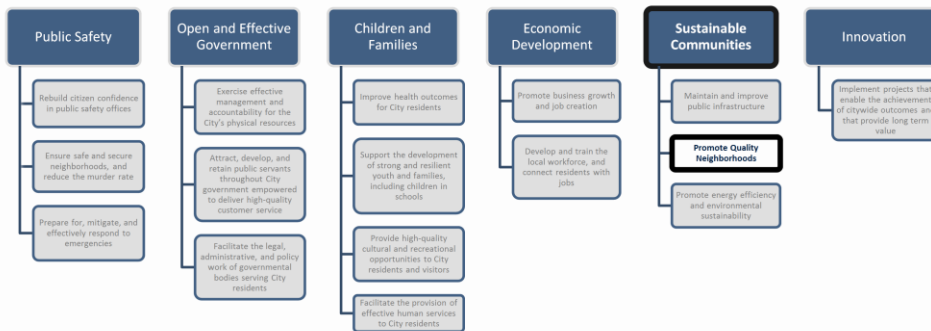 Public Safety
Rebuild citizen confidence
in public safety offices
Ensure safe and secure
neighborhoods, and
reduce the murder rate
Prepare for, mitigate, and
effectively respond to
emergencies
Open and Effective
Government
Exercise effective
management and
accountability for the
City's physical resources
Attract, develop, and
retain public servants
throughout City
government empowered
to deliver high-quality
customer service
Facilitate the legal,
administrative, and policy
work of governmental
bodies serving City
residents
Children and
Families
Improve health outcomes
for City residents
Support the development
of strong and resilient
youth and families,
including children in
schools
Provide high-quality
cultural and recreational
opportunities to City
residents and visitors
Facilitate the provision of
effective human services
to City residents
Economic
Development
Promote business growth
and job creation
Develop and train the
local workforce, and
connect residents with
jobs
Sustainable
Communities
Maintain and improve
public infrastructure
Promote Quality
Neighborhoods
Promote energy efficiency
and environmental
sustainability
Innovation
Implement projects that
enable the achievement
of citywide outcomes and
that provide long term
value